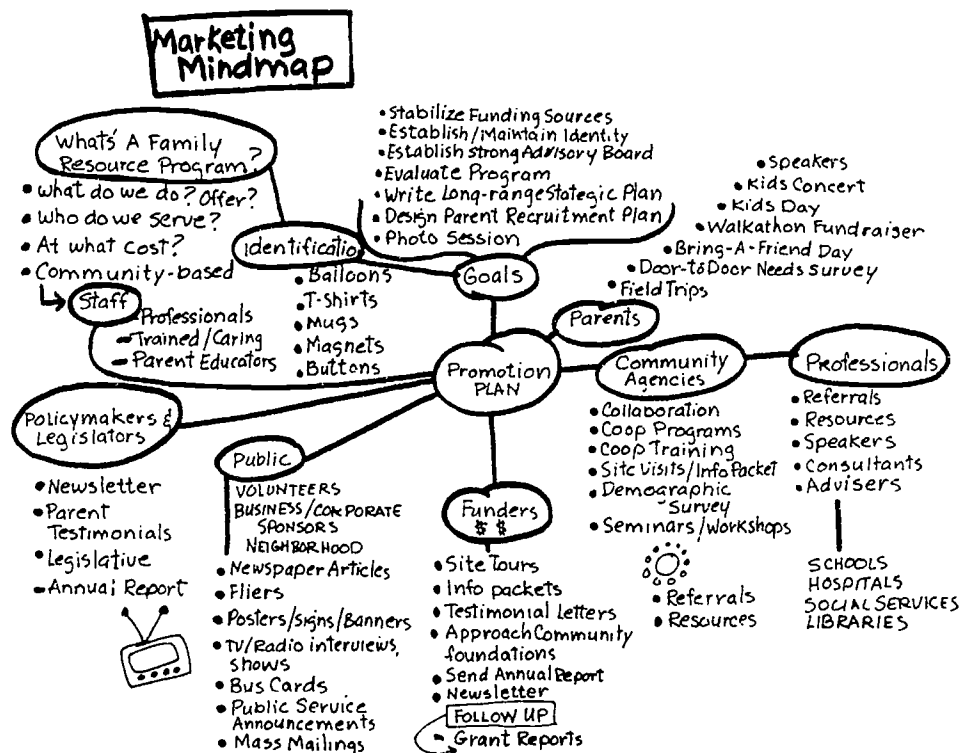 Marketing
Mindmap
What's A Family
Resource Program?
• What do we do? Offer?
• Who do we serve?
• At what cost?
• Community-based
Staff
- Professionals
- Trained/Caring
- Parent Educators
Identification
• Balloons
• T-Shirts
• Mugs
• Magnets
• Buttons
• Stabilize Funding Sources
• Establish/Maintain Identity
• Establish strong Advisory Board
• Evaluate Program
• Write Long-range Stategic Plan
• Design Parent Recruitment Plan
• Photo Session
Goals
• Speakers
• Kids Concert
• Kids Day
• Walkathon Fundraiser
• Bring-A-Friend Day
• Door-to Door Needs Survey
• Field Trips
Parents
Promotion
PLAN
Community
Agencies
• Collaboration
• Coop Programs
• Coop Training
• Site Visits/Info Packet
• Demographic
Survey
• Seminars/Workshops
• Referrals
• Resources
Professionals
• Referrals
• Resources
• Speakers
• Consultants
• Advisers
SCHOOLS
HOSPITALS
SOCIAL SERVICES
LIBRARIES
Policymakers &
Legislators
• Newsletter
• Parent
Testimonials
• Legislative
- Annual Report
Public
VOLUNTEERS
BUSINESS/CORPORATE
SPONSORS
NEIGHBORHOOD
• Newspaper Articles
• Fliers
• Posters/Signs/Banners
• TV/Radio interviews,
shows
• Bus Cards
• Public Service
Announcements
• Mass Mailings
Funders
$ $
• Site Tours
• Info packets
• Testimonial Letters
• Approach Community
foundations
• Send Annual Report
• Newsletter
FOLLOW UP
- Grant Reports